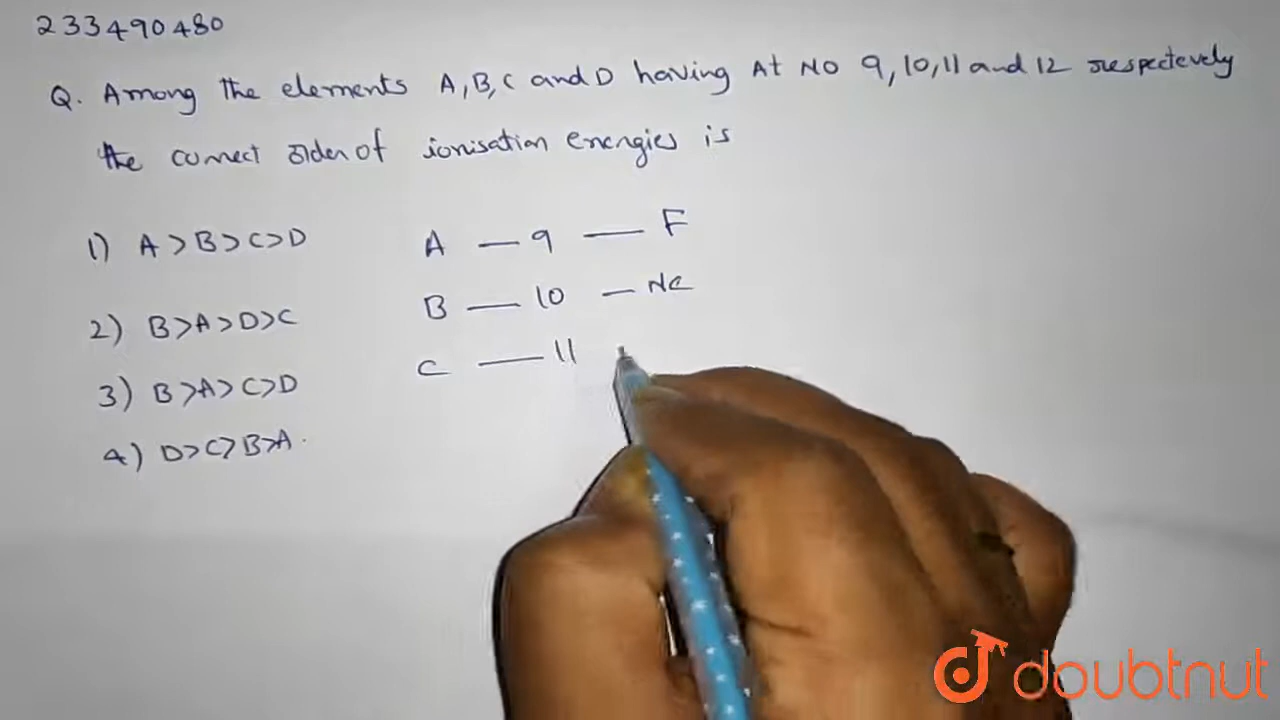 233490480
Q. Among the elements A, B, C and D having At No 9, 10, 11 and 12 respectevely
the correct order of ionisation energies is
1) A > B > C > D
2) B > A > D > C
3) B > A > C > D
4) D > C > B > A.
A — 9 — F
B — 10 — Ne
C — 11
doubtnut